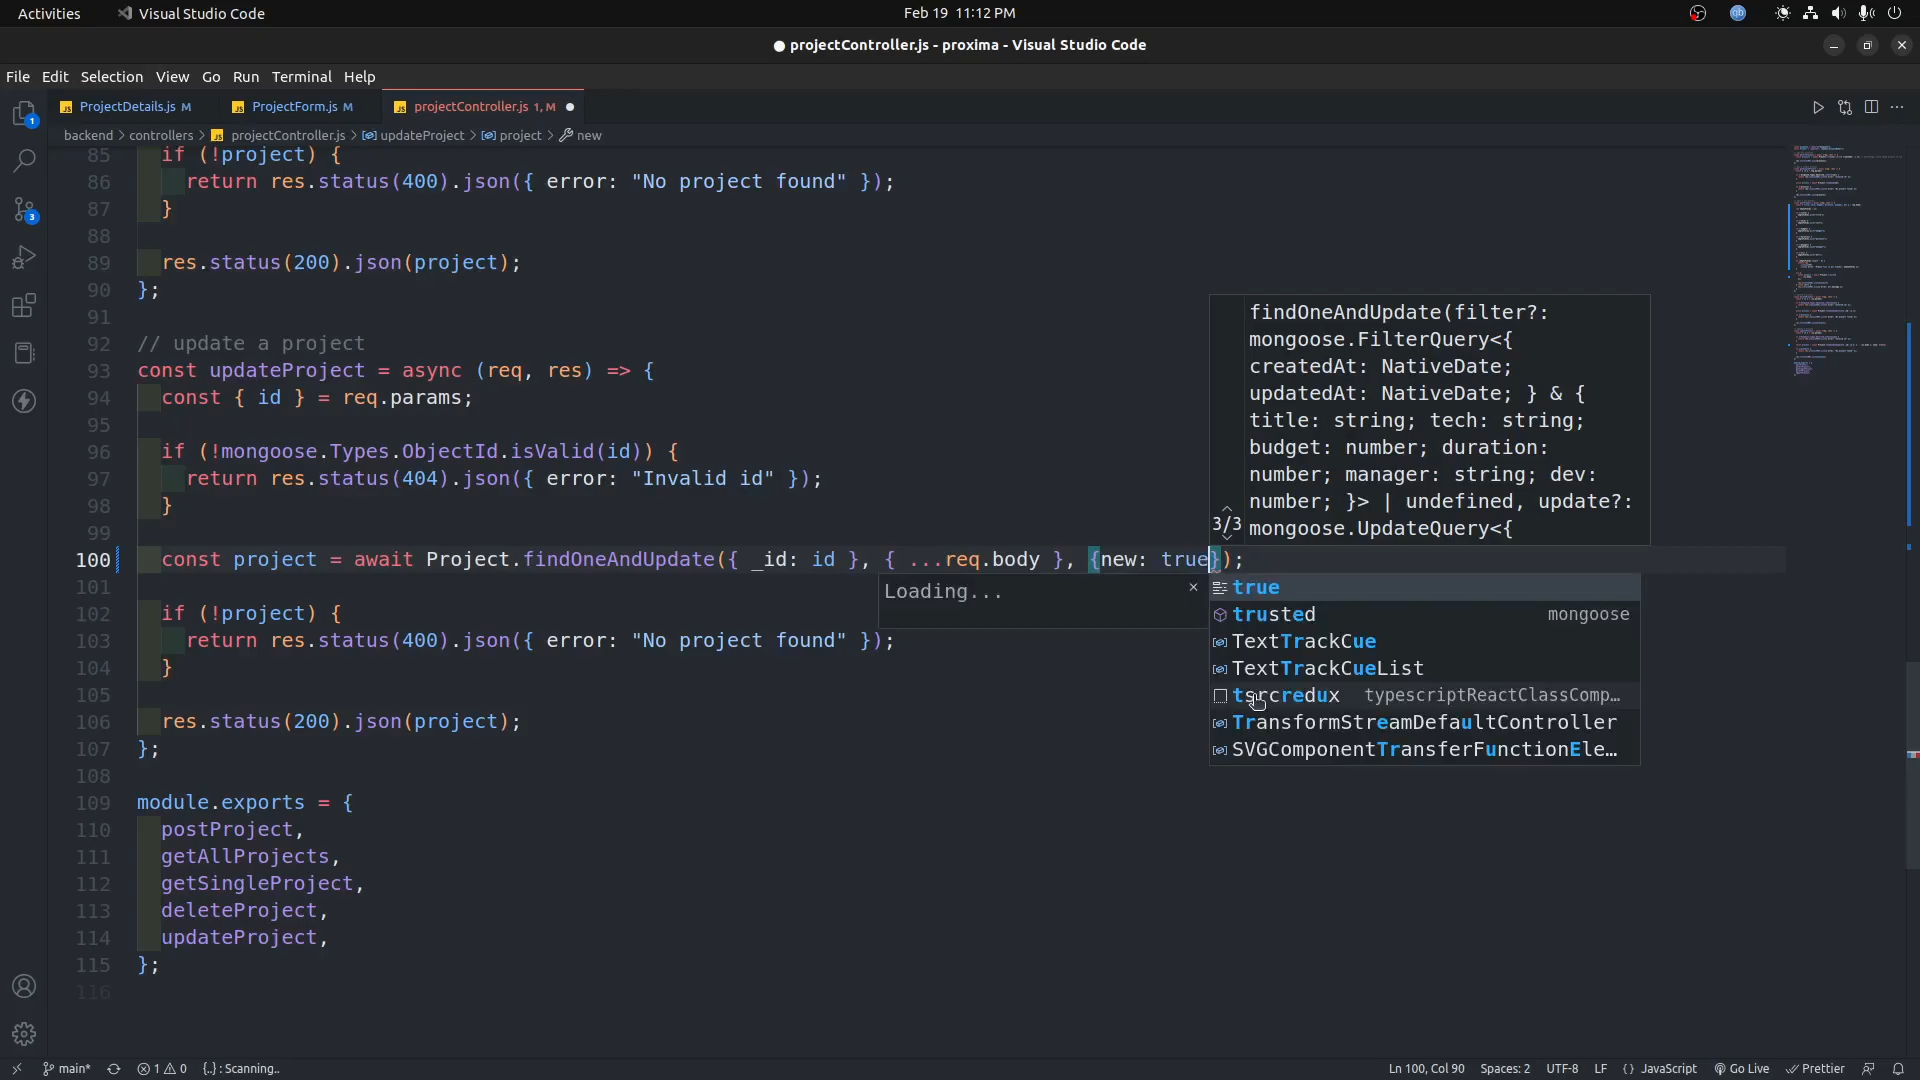 Activities Visual Studio Code Feb 19 11:12 PM
projectController.js - proxima - Visual Studio Code
File Edit Selection View Go Run Terminal Help
ProjectDetails.js M ProjectForm.js M projectController.js 1, M
backend > controllers > projectController.js > updateProject > project > new
85 if (!project) {
86 return res.status(400).json({ error: "No project found" });
87 }
88
89 res.status(200).json(project);
90 };
91
92 // update a project
93 const updateProject = async (req, res) => {
94 const { id } = req.params;
95
96 if (!mongoose.Types.ObjectId.isValid(id)) {
97 return res.status(404).json({ error: "Invalid id" });
98 }
99
100 const project = await Project.findOneAndUpdate({ _id: id }, { ...req.body }, {new: true});
101
102 if (!project) {
103 return res.status(400).json({ error: "No project found" });
104 }
105
106 res.status(200).json(project);
107 };
108
109 module.exports = {
110 postProject,
111 getAllProjects,
112 getSingleProject,
113 deleteProject,
114 updateProject,
115 };
116
findOneAndUpdate(filter?:
mongoose.FilterQuery<{
createdAt: NativeDate;
updatedAt: NativeDate; } & {
title: string; tech: string;
budget: number; duration:
number; manager: string; dev:
number; }> | undefined, update?:
3/3 mongoose.UpdateQuery<{
Loading...
true
trusted mongoose
TextTrackCue
TextTrackCueList
tsrcredux typescriptReactClassComp…
TransformStreamDefaultController
SVGComponentTransferFunctionEle…
main* 1 0 {..} : Scanning.. Ln 100, Col 90 Spaces: 2 UTF-8 LF {} JavaScript Go Live Prettier